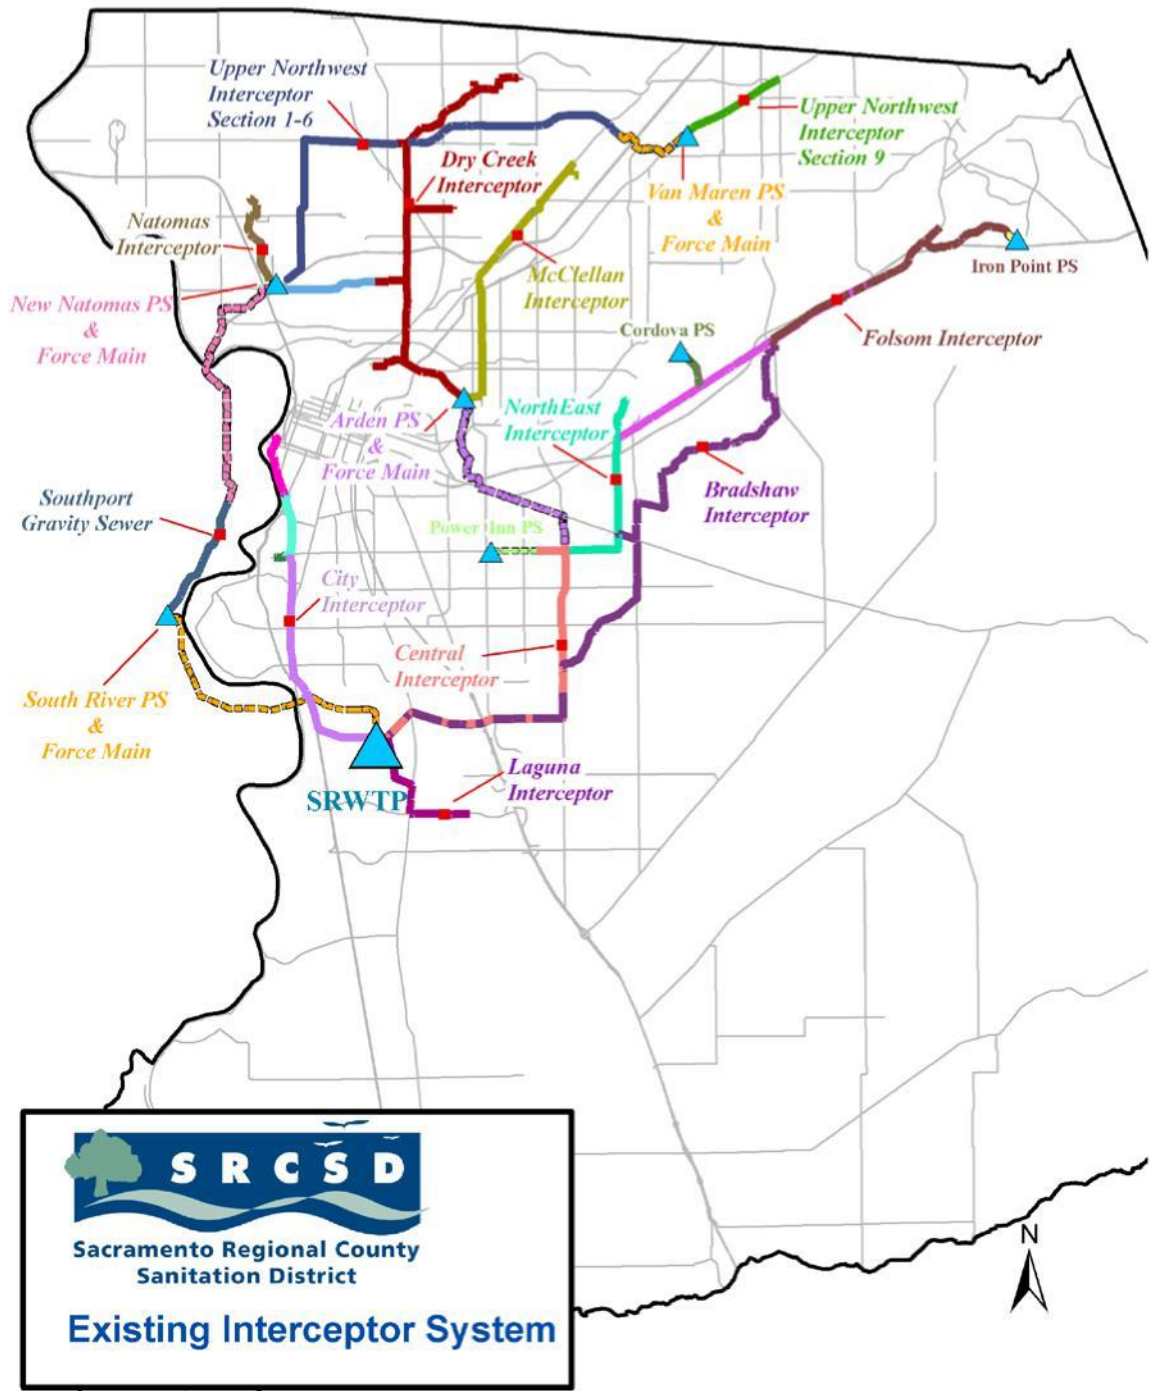 Upper Northwest
Interceptor
Section 1-6
Upper Northwest
Interceptor
Section 9
Dry Creek
Interceptor
Van Maren PS
&
Force Main
Natomas
Interceptor
Iron Point PS
McClellan
Interceptor
New Natomas PS
&
Force Main
Cordova PS
Folsom Interceptor
NorthEast
Interceptor
Arden PS
&
Force Main
Southport
Gravity Sewer
Bradshaw
Interceptor
Power Inn PS
City
Interceptor
Central
Interceptor
South River PS
&
Force Main
Laguna
Interceptor
SRWTP
SRCSD
Sacramento Regional County
Sanitation District
Existing Interceptor System
N